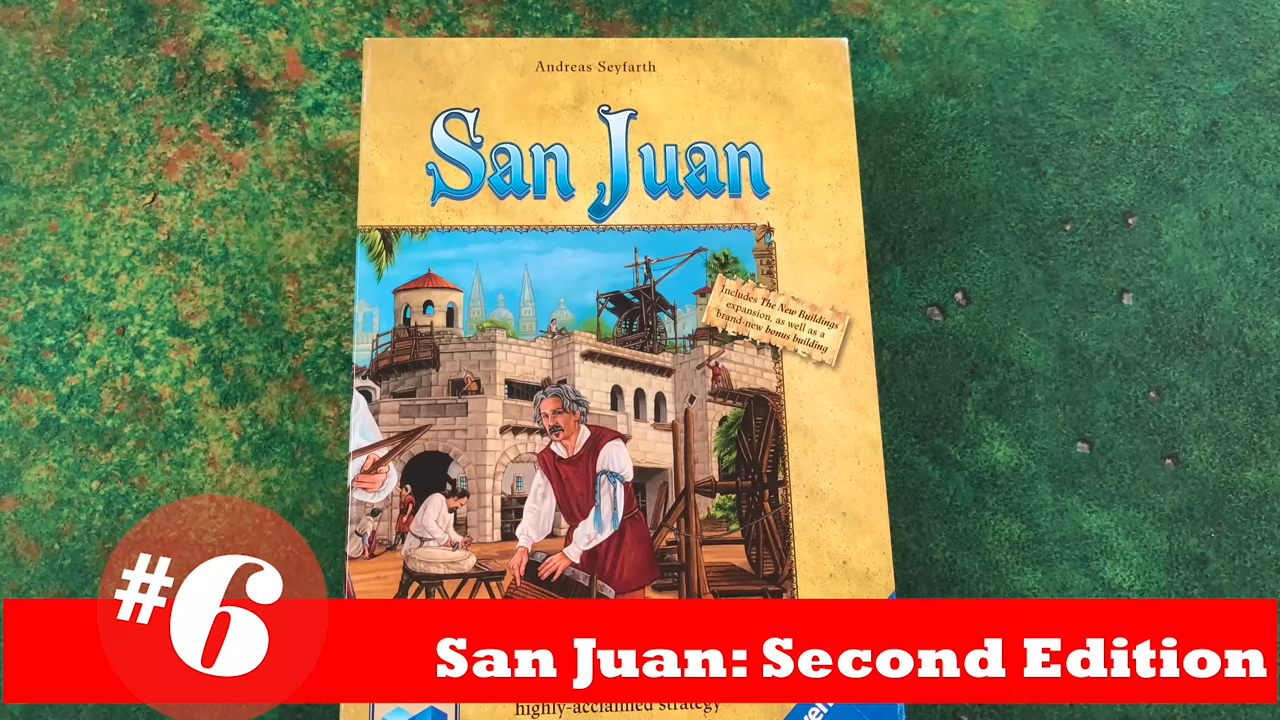 Andreas Seyfarth
San Juan
Includes The New Buildings
expansion, as well as a
brand-new bonus building
#6
San Juan: Second Edition
highly-acclaimed strategy